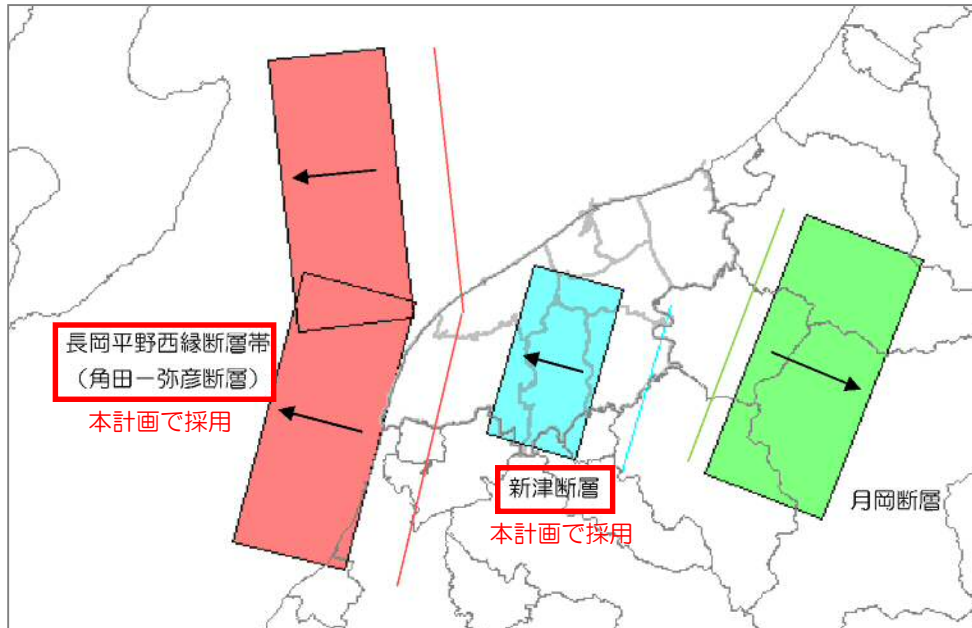 長岡平野西縁断層帯
（角田ー弥彦断層）
本計画で採用
新津断層
本計画で採用
月岡断層